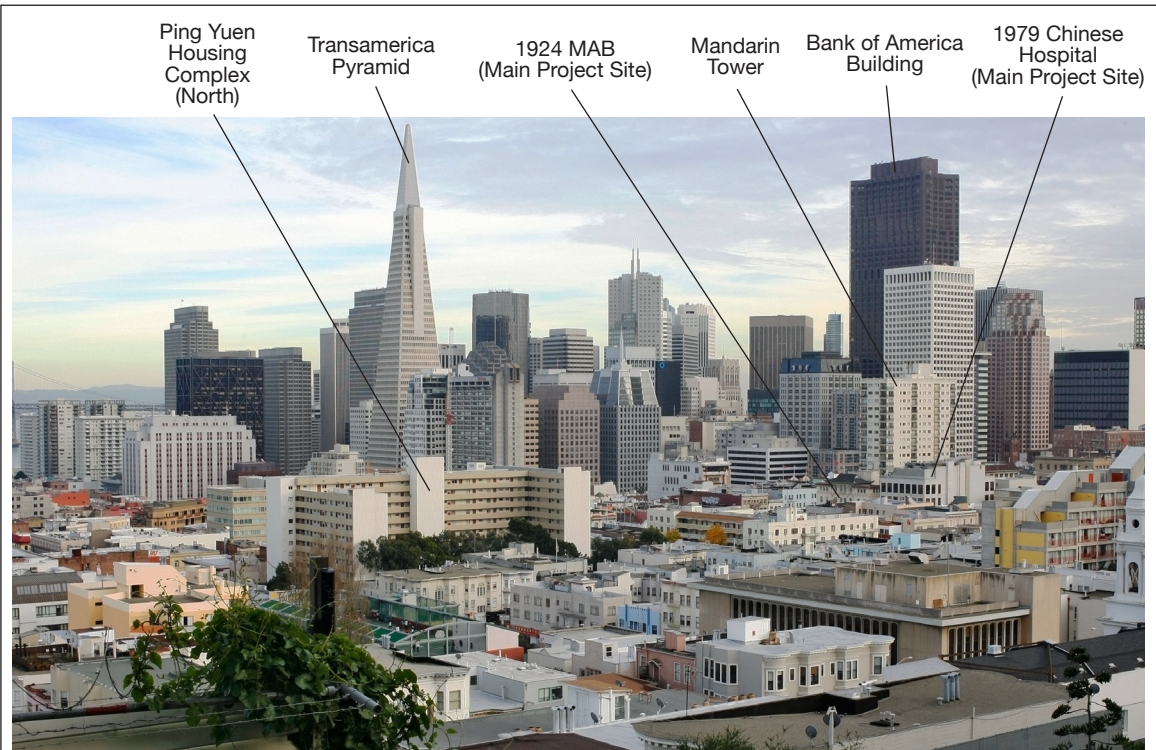 Ping Yuen
Housing
Complex
(North)
Transamerica
Pyramid
1924 MAB
(Main Project Site)
Mandarin
Tower
Bank of America
Building
1979 Chinese
Hospital
(Main Project Site)